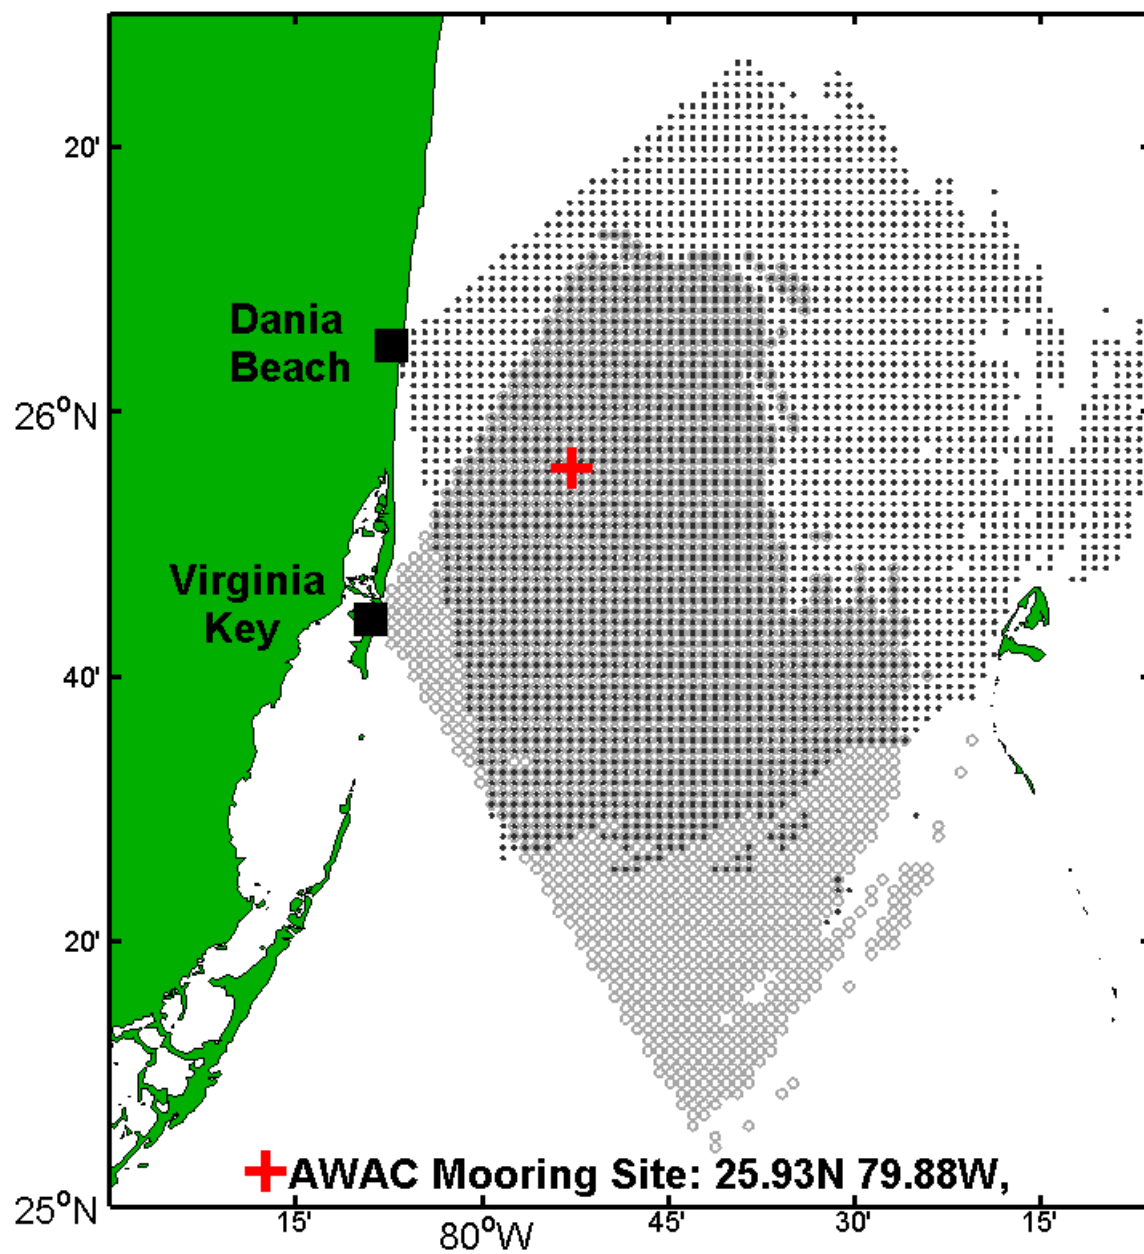 20'
Dania
Beach
26°N
Virginia
Key
40'
20'
AWAC Mooring Site: 25.93N 79.88W,
25°N
15'
80°W
45'
30'
15'